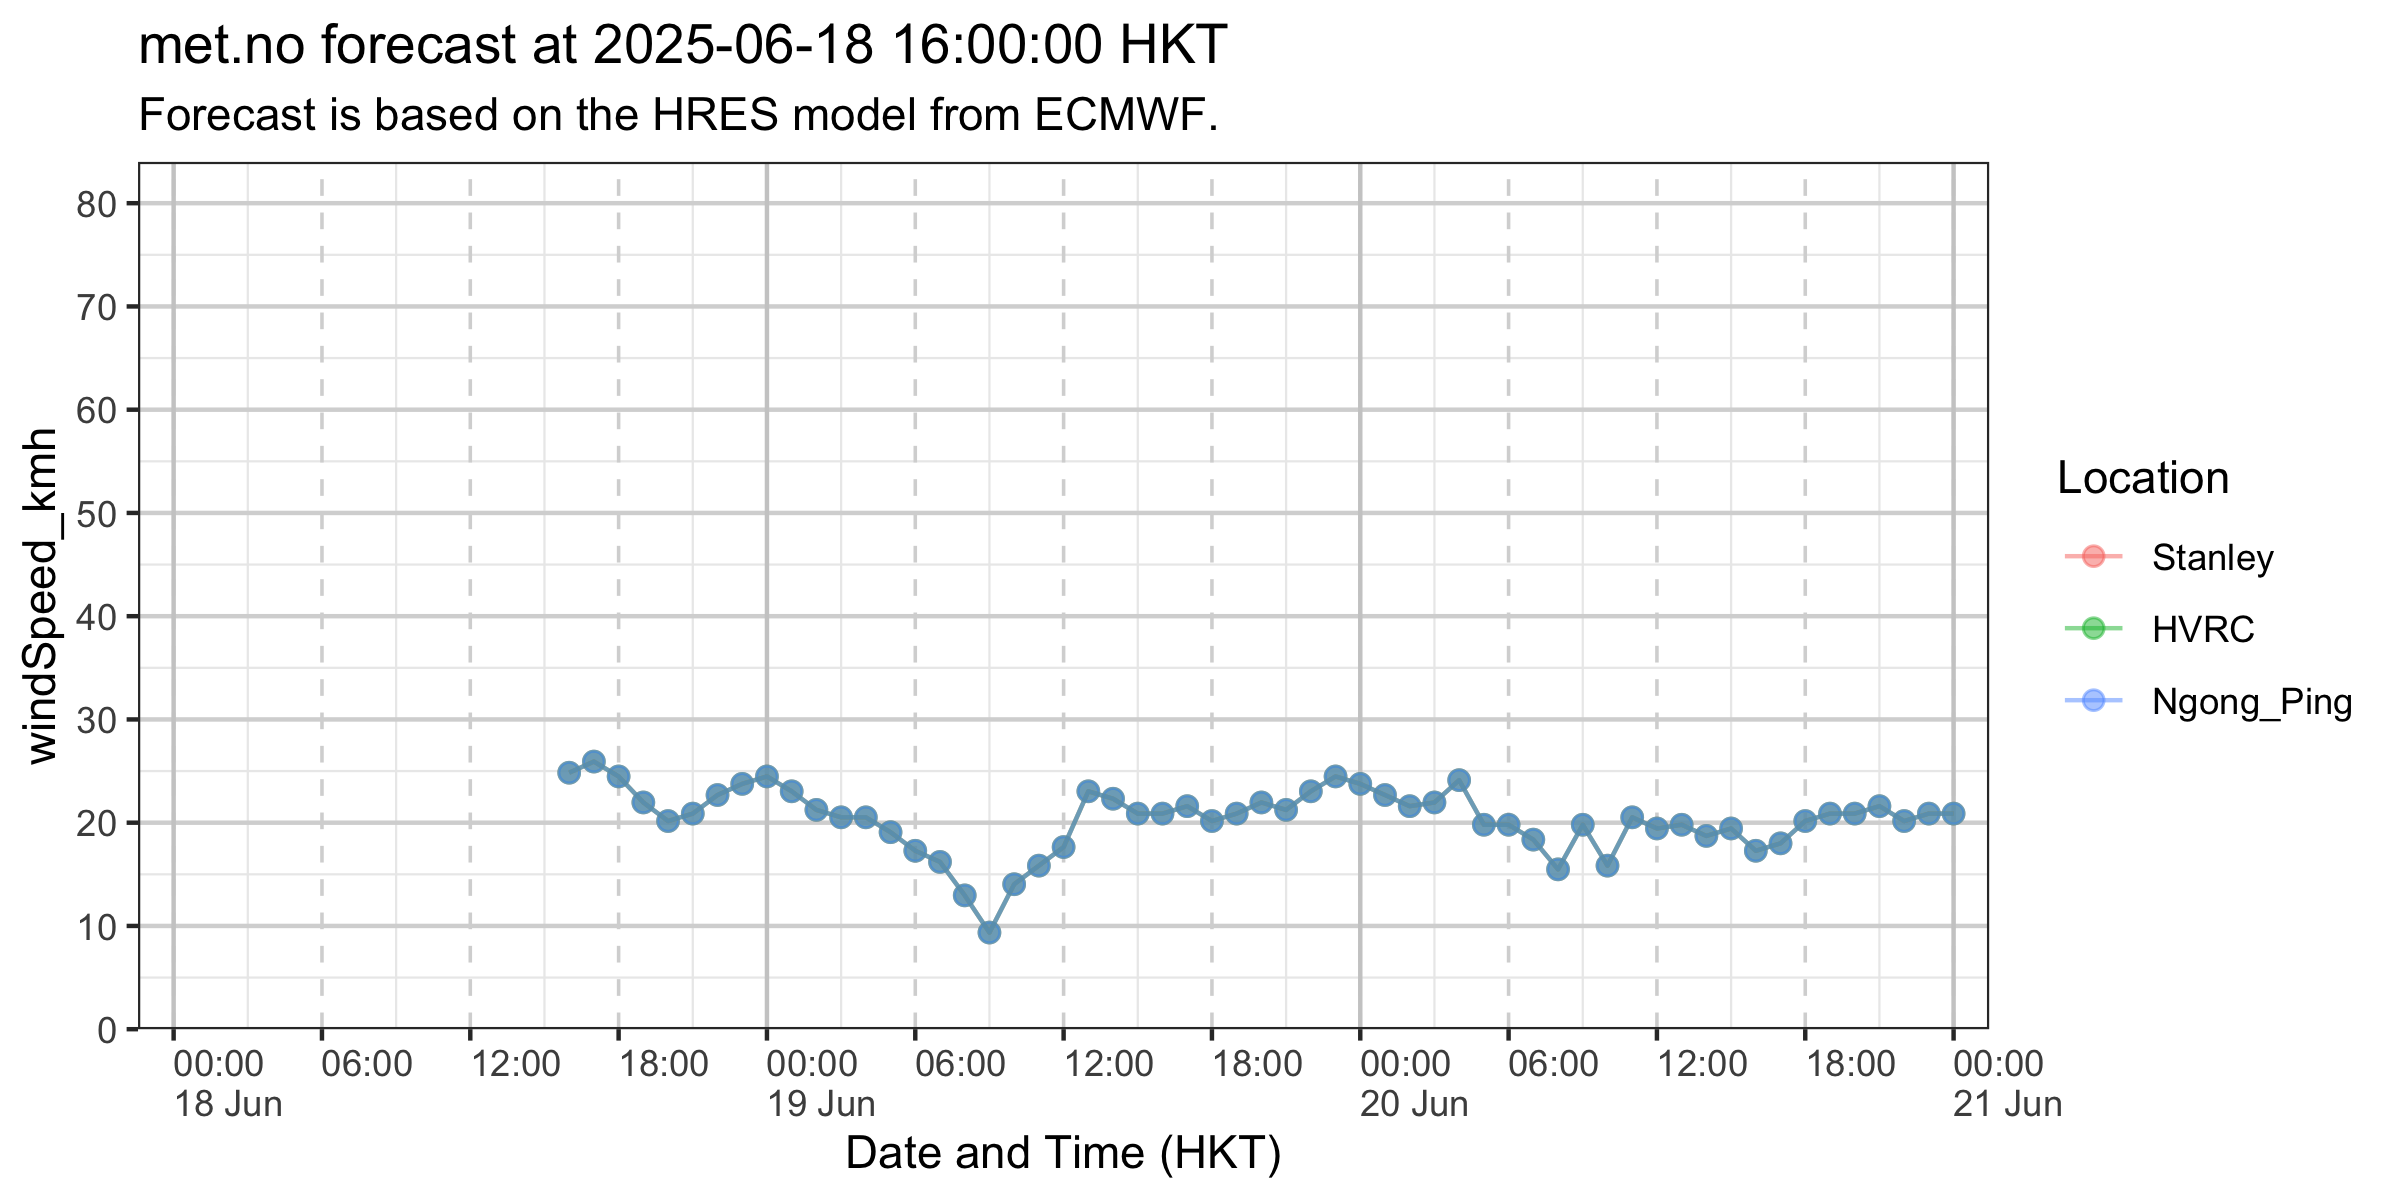 met.no forecast at 2025-06-18 16:00:00 HKT
Forecast is based on the HRES model from ECMWF.
windSpeed_kmh
80
70
60
50
40
30
20
10
0
00:00 06:00 12:00 18:00 00:00 06:00 12:00 18:00 00:00 06:00 12:00 18:00 00:00
18 Jun 19 Jun 20 Jun 21 Jun
Date and Time (HKT)
Location
Stanley
HVRC
Ngong_Ping